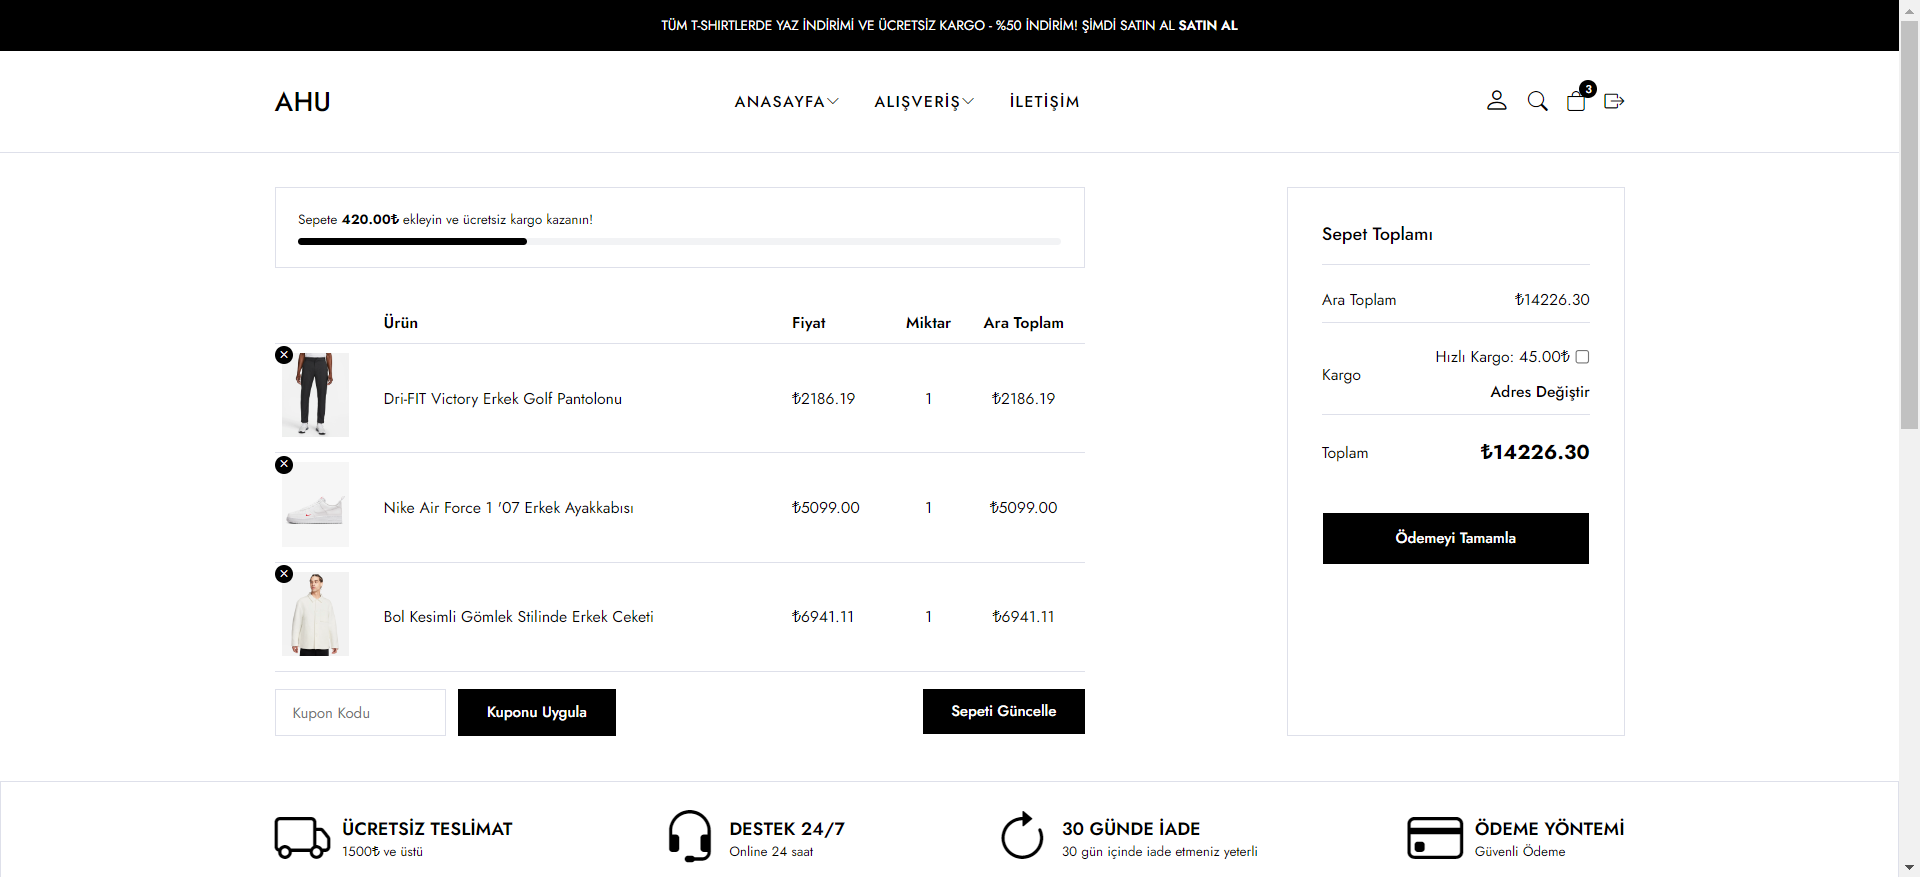 TÜM T-SHIRTLERDE YAZ İNDİRİMİ VE ÜCRETSİZ KARGO - %50 İNDİRİM! ŞİMDİ SATIN AL SATIN AL
AHU
ANASAYFA
ALIŞVERİŞ
İLETİŞİM
3
Sepete 420.00₺ ekleyin ve ücretsiz kargo kazanın!
Ürün Fiyat Miktar Ara Toplam
Dri-FIT Victory Erkek Golf Pantolonu ₺2186.19 1 ₺2186.19
Nike Air Force 1 '07 Erkek Ayakkabısı ₺5099.00 1 ₺5099.00
Bol Kesimli Gömlek Stilinde Erkek Ceketi ₺6941.11 1 ₺6941.11
Kupon Kodu
Kuponu Uygula
Sepeti Güncelle
Sepet Toplamı
Ara Toplam ₺14226.30
Kargo
Hızlı Kargo: 45.00₺
Adres Değiştir
Toplam ₺14226.30
Ödemeyi Tamamla
ÜCRETSİZ TESLİMAT
1500₺ ve üstü
DESTEK 24/7
Online 24 saat
30 GÜNDE İADE
30 gün içinde iade etmeniz yeterli
ÖDEME YÖNTEMİ
Güvenli Ödeme